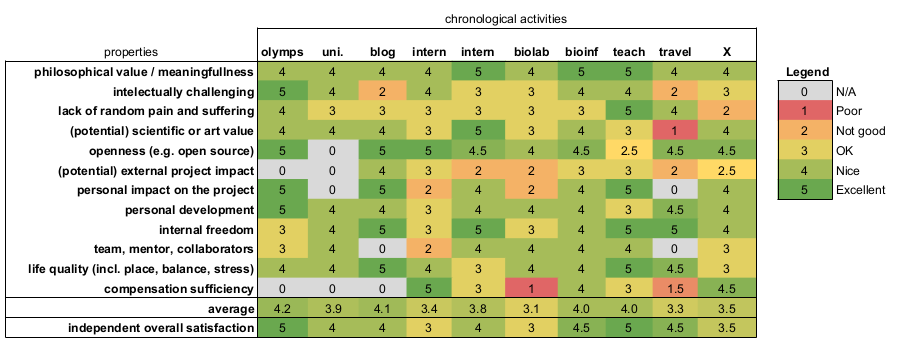 chronological activities
properties olymps uni. blog intern intern biolab bioinf teach travel X
philosophical value / meaningfullness 4 4 4 4 5 4 5 5 4 4 Legend
intelectually challenging 5 4 2 4 3 3 4 4 2 3 0 N/A
lack of random pain and suffering 4 3 3 3 3 3 3 5 4 2 1 Poor
(potential) scientific or art value 4 4 4 3 5 3 4 3 1 4 2 Not good
openness (e.g. open source) 5 0 5 5 4.5 4 4.5 2.5 4.5 4.5 3 OK
(potential) external project impact 0 0 4 3 2 2 3 3 2 2.5 4 Nice
personal impact on the project 5 0 5 2 4 2 4 5 0 4 5 Excellent
personal development 5 4 4 3 4 4 4 3 4.5 4
internal freedom 3 4 5 3 5 3 4 5 5 4
team, mentor, collaborators 3 4 0 2 4 4 4 4 0 3
life quality (incl. place, balance, stress) 4 4 5 4 3 4 4 5 4.5 3
compensation sufficiency 0 0 0 5 3 1 4 3 1.5 4.5
average 4.2 3.9 4.1 3.4 3.8 3.1 4.0 4.0 3.3 3.5
independent overall satisfaction 5 4 4 3 4 3 4.5 5 4.5 3.5